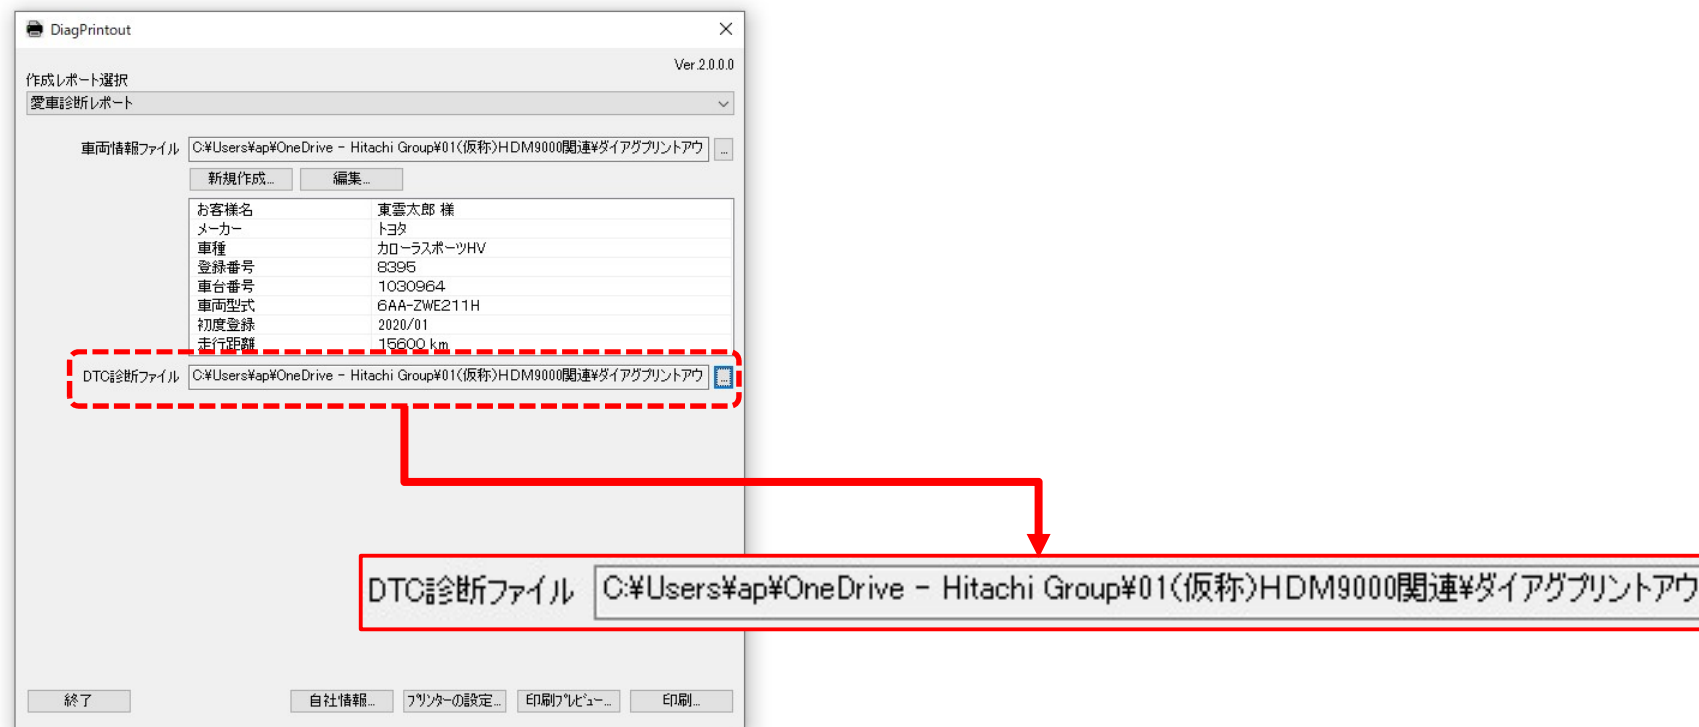 DiagPrintout
Ver.2.0.0.0
作成レポート選択
愛車診断レポート
車両情報ファイル C:¥Users¥ap¥OneDrive - Hitachi Group¥01(仮称)HDM9000関連¥ダイアグプリントアウ ...
新規作成... 編集...
お客様名 東雲太郎 様
メーカー トヨタ
車種 カローラスポーツHV
登録番号 8395
車台番号 1030964
車両型式 6AA-ZWE211H
初度登録 2020/01
走行距離 15600 km
DTC診断ファイル C:¥Users¥ap¥OneDrive - Hitachi Group¥01(仮称)HDM9000関連¥ダイアグプリントアウ ...
DTC診断ファイル C:¥Users¥ap¥OneDrive - Hitachi Group¥01(仮称)HDM9000関連¥ダイアグプリントアウ
終了 自社情報... プリンターの設定... 印刷プレビュー... 印刷...